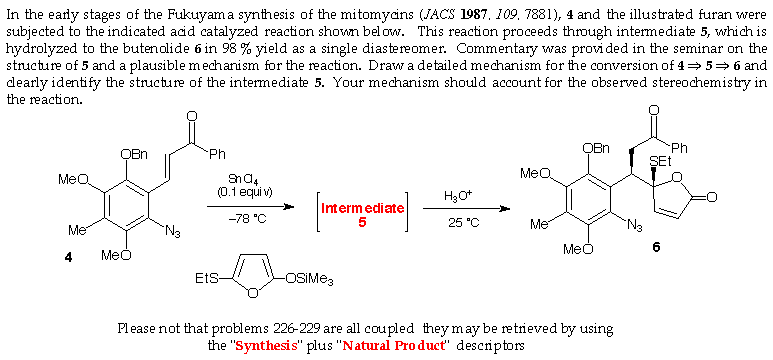 In the early stages of the Fukuyama synthesis of the mitomycins (JACS 1987, 109, 7881), 4 and the illustrated furan were
subjected to the indicated acid catalyzed reaction shown below. This reaction proceeds through intermediate 5, which is
hydrolyzed to the butenolide 6 in 98 % yield as a single diastereomer. Commentary was provided in the seminar on the
structure of 5 and a plausible mechanism for the reaction. Draw a detailed mechanism for the conversion of 4 ⇒ 5 ⇒ 6 and
clearly identify the structure of the intermediate 5. Your mechanism should account for the observed stereochemistry in
the reaction.
O
OBn
Ph
MeO
Me
N3
MeO
4
SnCl4
(0.1 equiv)
–78 °C
EtS
O
OSiMe3
Intermediate
5
H3O+
25 °C
O
OBn
Ph
SEt
MeO
O
O
Me
N3
MeO
6
Please not that problems 226-229 are all coupled they may be retrieved by using
the "Synthesis" plus "Natural Product" descriptors